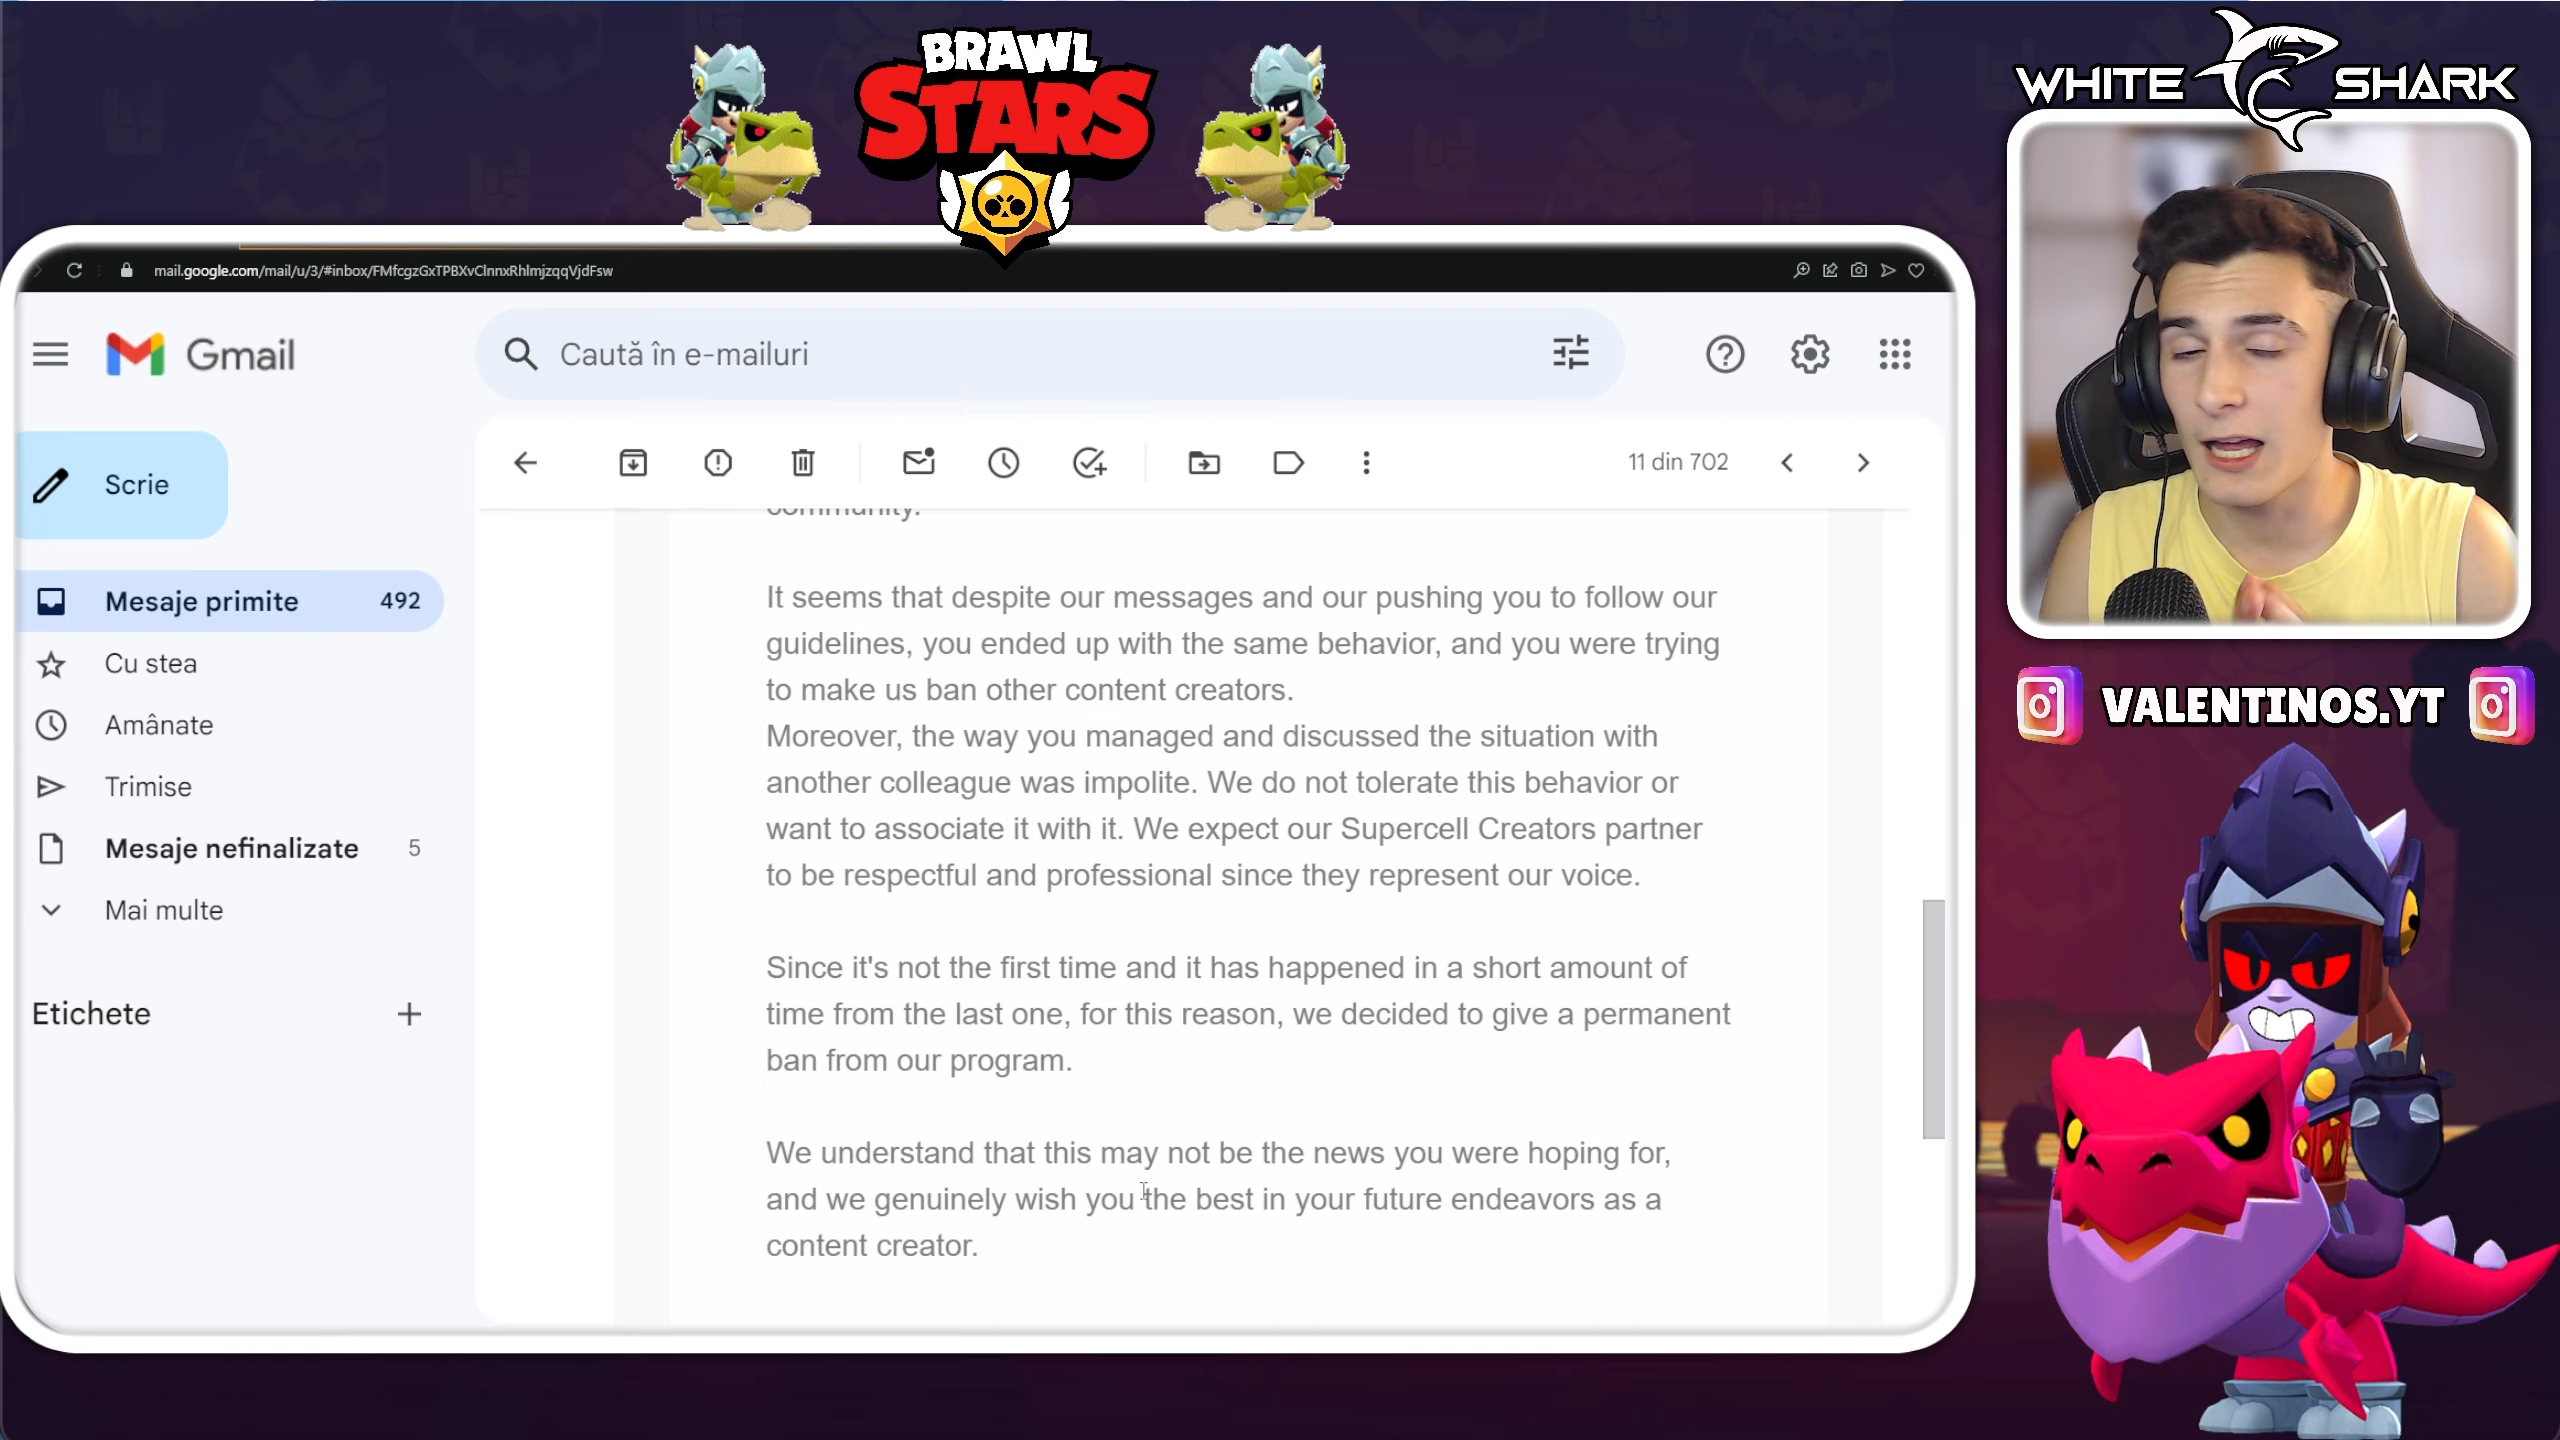 BRAWL
STARS
WHITE SHARK
mail.google.com/mail/u/3/#inbox/FMfcgzGxTPBXvClnnxRhlmjzqqVjdFsw
Gmail
Caută în e-mailuri
Scrie
11 din 702
Mesaje primite 492
Cu stea
Amânate
Trimise
Mesaje nefinalizate 5
Mai multe
Etichete
community.
It seems that despite our messages and our pushing you to follow our
guidelines, you ended up with the same behavior, and you were trying
to make us ban other content creators.
Moreover, the way you managed and discussed the situation with
another colleague was impolite. We do not tolerate this behavior or
want to associate it with it. We expect our Supercell Creators partner
to be respectful and professional since they represent our voice.
Since it's not the first time and it has happened in a short amount of
time from the last one, for this reason, we decided to give a permanent
ban from our program.
We understand that this may not be the news you were hoping for,
and we genuinely wish you the best in your future endeavors as a
content creator.
VALENTINOS.YT